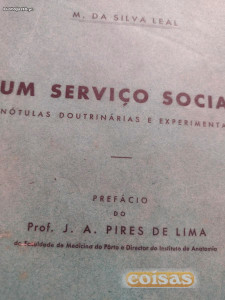 M. DA SILVA LEAL
UM SERVIÇO SOCIA
NÓTULAS DOUTRINÁRIAS E EXPERIMENTA
PREFÁCIO
DO
Prof. J. A. PIRES DE LIMA
da Faculdade de Medicina do Pôrto e Director do Instituto de Anatomia
coisas